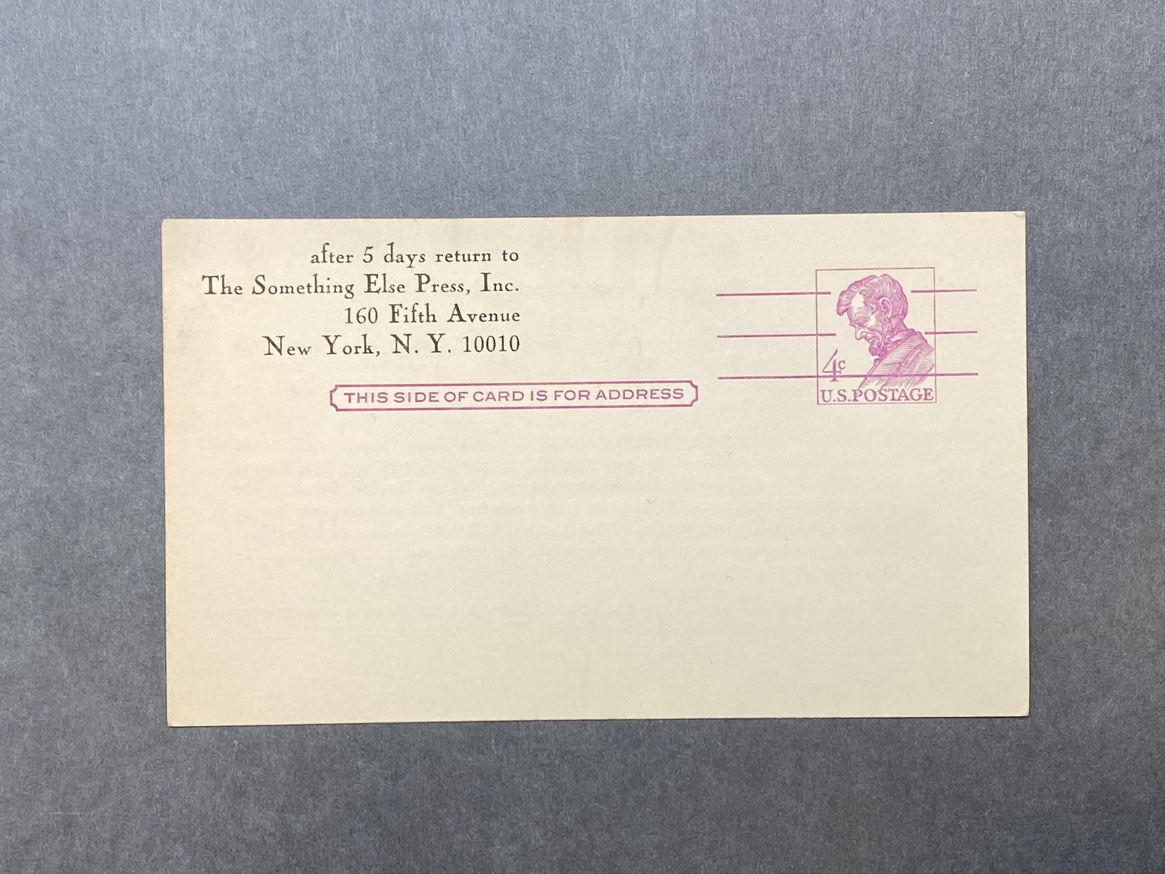 after 5 days return to
The Something Else Press, Inc.
160 Fifth Avenue
New York, N. Y. 10010
THIS SIDE OF CARD IS FOR ADDRESS
4c
U.S.POSTAGE